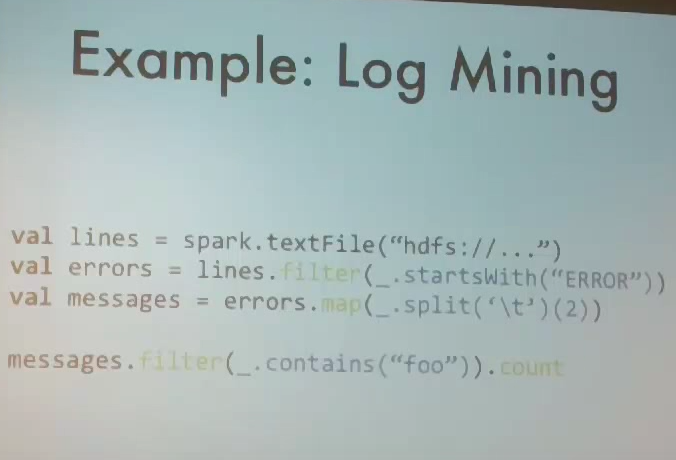 Example: Log Mining
val lines = spark.textFile(“hdfs://...”)
val errors = lines.filter(_.startsWith(“ERROR”))
val messages = errors.map(_.split(‘\t’)(2))
messages.filter(_.contains(“foo”)).count